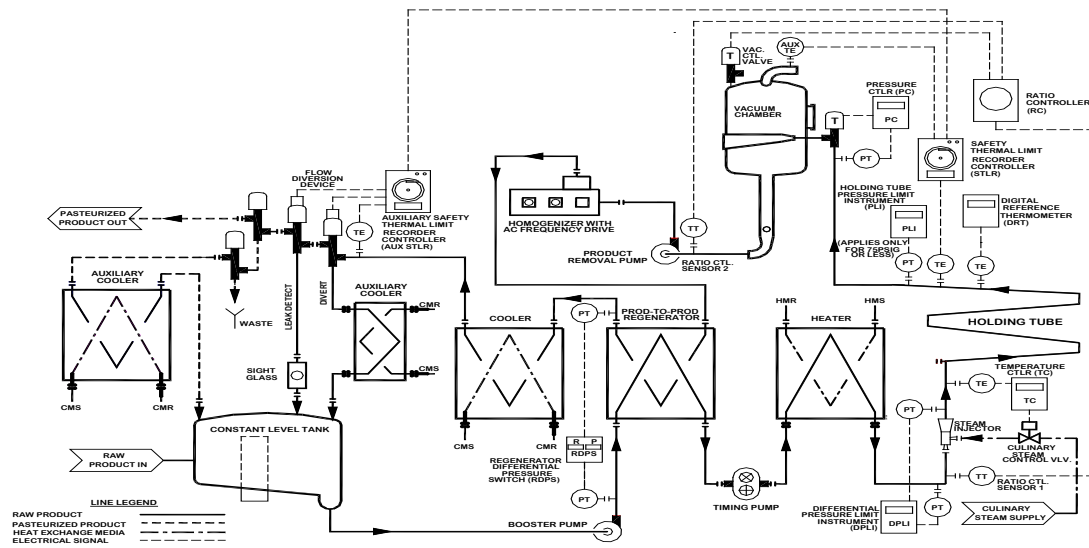 T
VAC.
CTL.
VALVE
AUX
TE
PRESSURE
CTLR (PC)
PC
RATIO
CONTROLLER
(RC)
VACUUM
CHAMBER
T
PT
SAFETY
THERMAL LIMIT
RECORDER
CONTROLLER
(STLR)
FLOW
DIVERSION
DEVICE
PASTEURIZED
PRODUCT OUT
AUXILIARY SAFETY
THERMAL LIMIT
RECORDER
CONTROLLER
(AUX STLR)
TE
HOMOGENIZER WITH
AC FREQUENCY DRIVE
TT
PRODUCT
REMOVAL PUMP
RATIO CTL.
SENSOR 2
HOLDING TUBE
PRESSURE LIMIT
INSTRUMENT (PLI)
PLI
DIGITAL
REFERENCE
THERMOMETER
(DRT)
(APPLIES ONLY
FOR 75PSIG
OR LESS)
PT
TE
TE
AUXILIARY
COOLER
WASTE
LEAK DETECT
DIVERT
AUXILIARY
COOLER
CMR
CMS
COOLER
PT
PROD-TO-PROD
REGENERATOR
HMR
HMS
HEATER
HOLDING TUBE
SIGHT
GLASS
CMS
CMR
TEMPERATURE
CTLR (TC)
TE
TC
CONSTANT LEVEL TANK
CMS
CMR
R P
RDPS
REGENERATOR
DIFFERENTIAL
PRESSURE
SWITCH (RDPS)
PT
PT
STEAM
INJECTOR
CULINARY
STEAM
CONTROL VLV.
RAW
PRODUCT IN
TT
RATIO CTL.
SENSOR 1
TIMING PUMP
LINE LEGEND
RAW PRODUCT
PASTEURIZED PRODUCT
HEAT EXCHANGE MEDIA
ELECTRICAL SIGNAL
BOOSTER PUMP
DIFFERENTIAL
PRESSURE LIMIT
INSTRUMENT
(DPLI)
DPLI
PT
CULINARY
STEAM SUPPLY